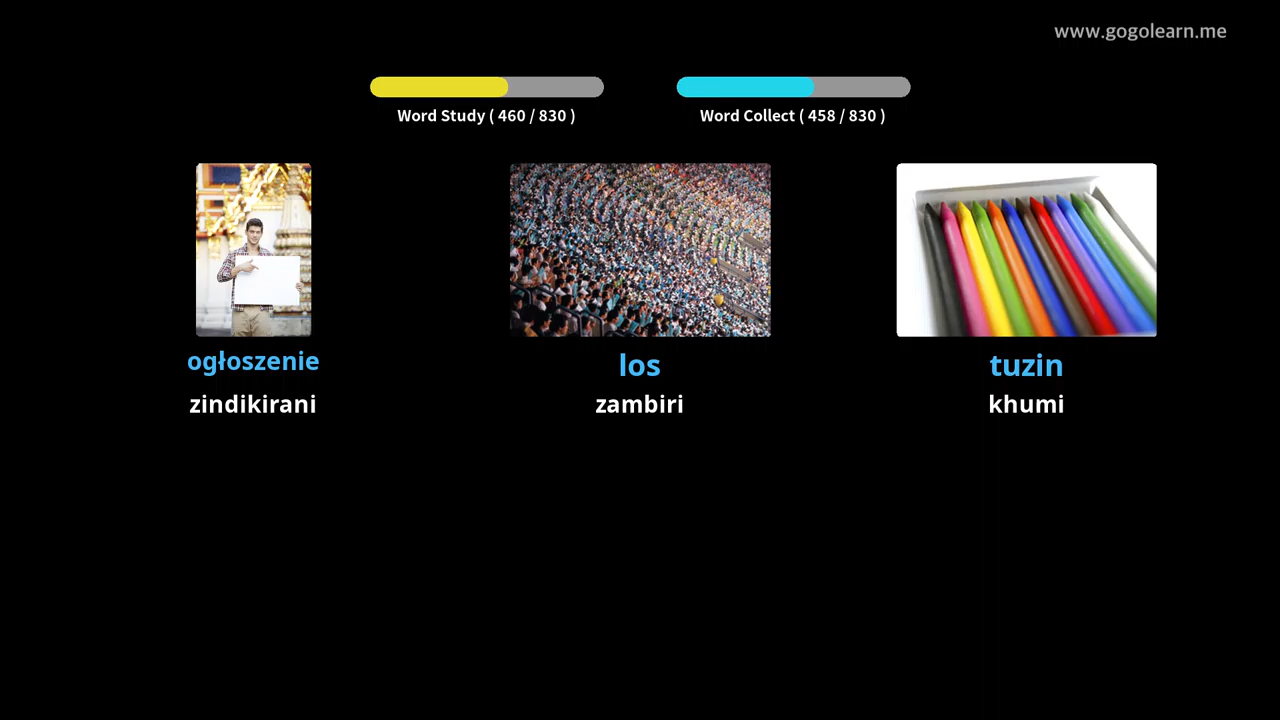 www.gogolearn.me
Word Study ( 460 / 830 )
Word Collect ( 458 / 830 )
ogłoszenie
los
tuzin
zindikirani
zambiri
khumi